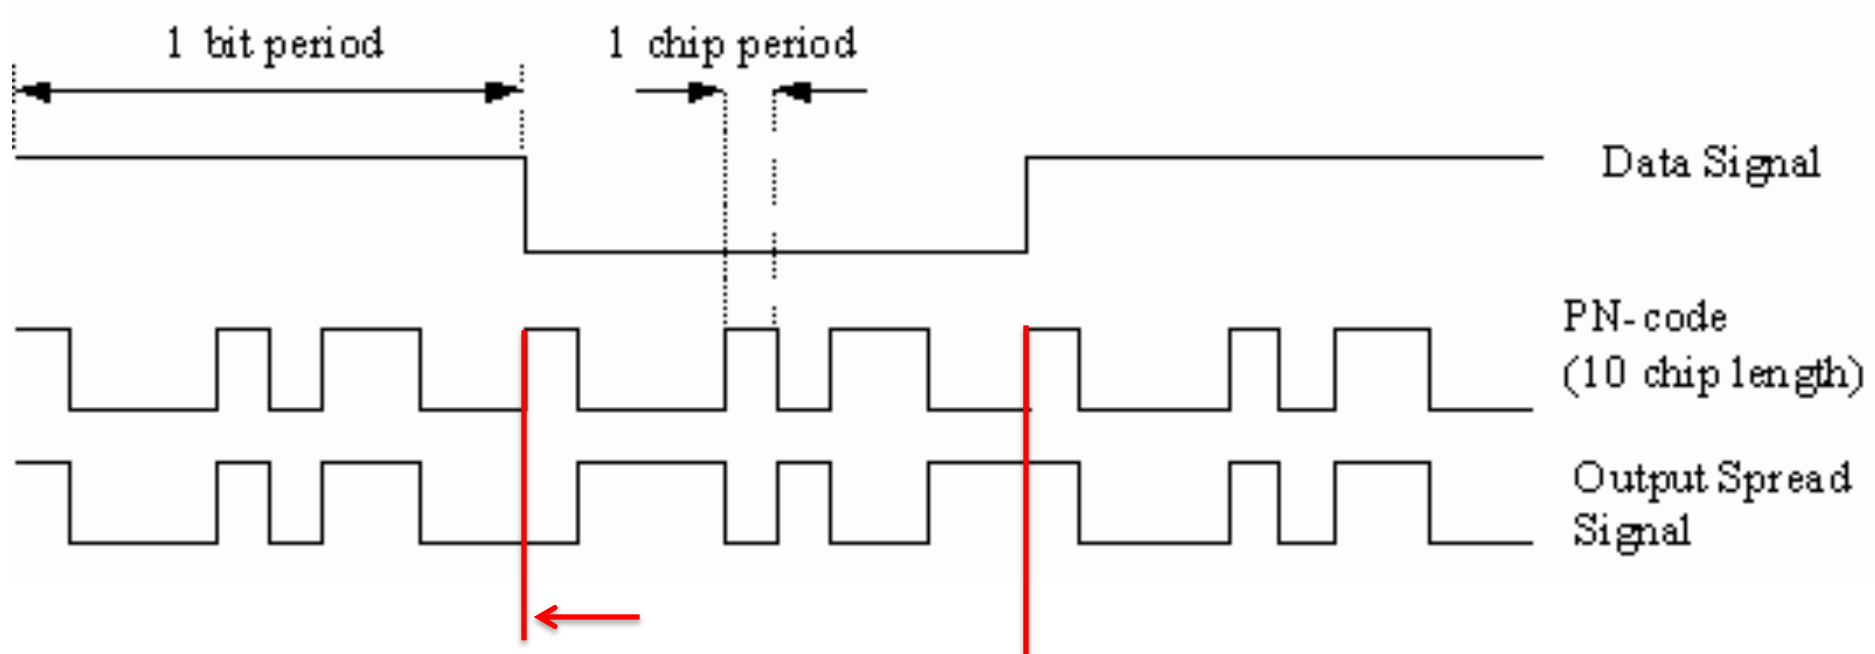 1 bit period
1 chip period
Data Signal
PN-code
(10 chip length)
Output Spread
Signal